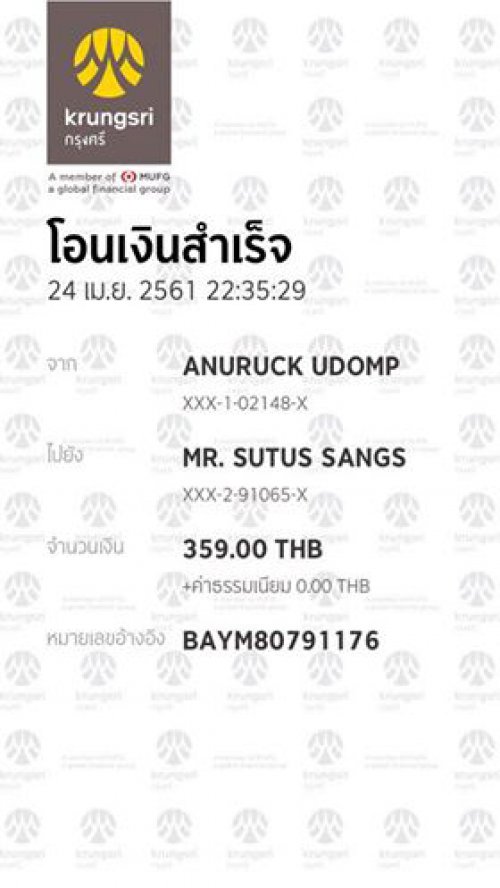 krungsri
กรุงศรี
A member of MUFG
a global financial group
โอนเงินสำเร็จ
24 เม.ย. 2561 22:35:29
จาก ANURUCK UDOMP
XXX-1-02148-X
ไปยัง MR. SUTUS SANGS
XXX-2-91065-X
จำนวนเงิน 359.00 THB
+ค่าธรรมเนียม 0.00 THB
หมายเลขอ้างอิง BAYM80791176